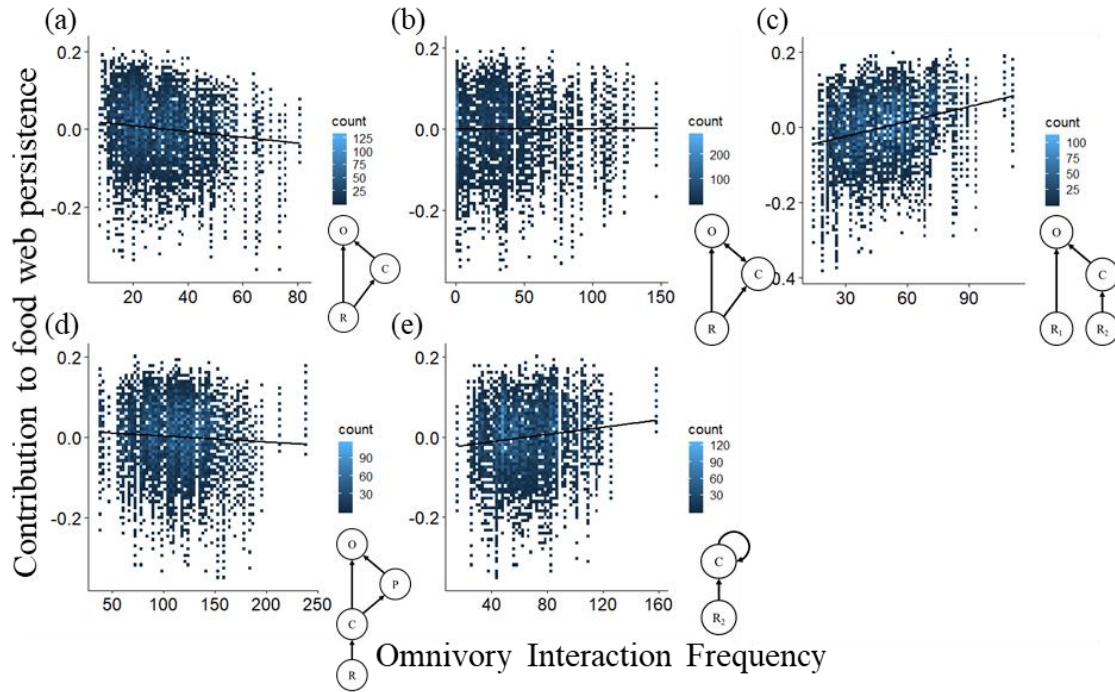 (a)
(b)
(c)
Contribution to food web persistence
0.2
0.0
-0.2
20 40 60 80
count
125
100
75
50
25
O
C
R
0.2
0.0
-0.2
0 50 100 150
count
200
100
O
C
R
0.2
0.0
-0.2
0.4
30 60 90
count
100
75
50
25
O
C
R1
R2
(d)
(e)
0.2
0.0
-0.2
50 100 150 200 250
count
90
60
30
O
P
C
R
0.2
0.0
-0.2
40 80 120 160
count
120
90
60
30
C
R2
Omnivory Interaction Frequency